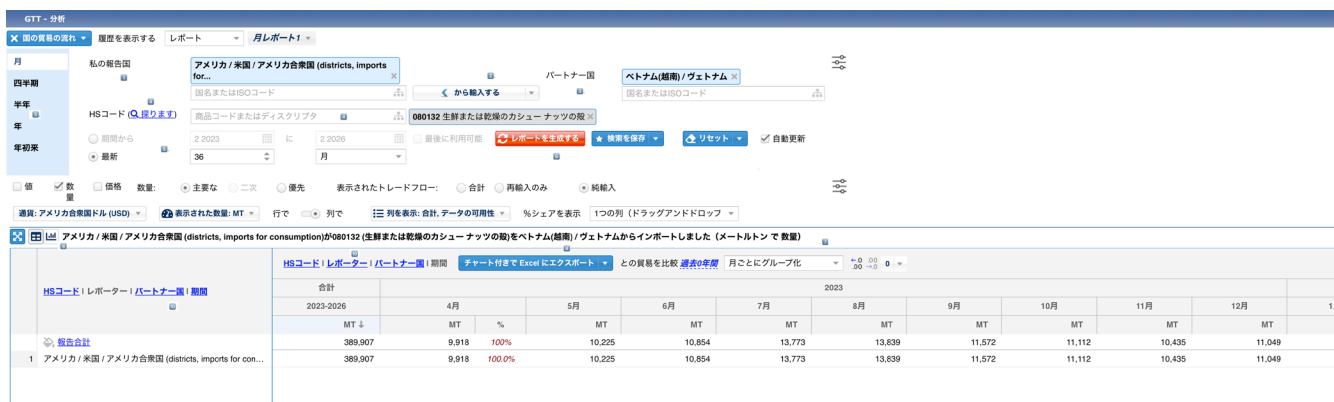 GTT - 分析
国の貿易の流れ 履歴を表示する レポート 月レポート1
月
四半期
半年
年
年初来
私の報告国 アメリカ / 米国 / アメリカ合衆国 (districts, imports for...
国名またはISOコード
から輸入する
パートナー国 ベトナム(越南) / ヴェトナム
国名またはISOコード
HSコード (探ります) 商品コードまたはディスクリプタ 080132 生鮮または乾燥のカシュー ナッツの殻
期間から 2 2023 に 2 2026 最後に利用可能 レポートを生成する 検索を保存 リセット 自動更新
最新 36 月
値 数量 価格 数量: 主要な 二次 優先 表示されたトレードフロー: 合計 再輸入のみ 純輸入
通貨: アメリカ合衆国ドル (USD) 表示された数量: MT 行で 列で 列を表示: 合計, データの可用性 %シェアを表示 1つの列(ドラッグアンドドロップ
アメリカ / 米国 / アメリカ合衆国 (districts, imports for consumption)が080132 (生鮮または乾燥のカシュー ナッツの殻)をベトナム(越南) / ヴェトナムからインポートしました(メートルトン で 数量)
HSコード | レポーター | パートナー国 | 期間 チャート付きで Excel にエクスポート との貿易を比較 過去0年間 月ごとにグループ化 0
HSコード | レポーター | パートナー国 | 期間
合計 2023
2023-2026 4月 5月 6月 7月 8月 9月 10月 11月 12月 1
MT↓ MT % MT MT MT MT MT MT MT MT
報告合計 389,907 9,918 100% 10,225 10,854 13,773 13,839 11,572 11,112 10,435 11,049
1 アメリカ / 米国 / アメリカ合衆国 (districts, imports for con... 389,907 9,918 100.0% 10,225 10,854 13,773 13,839 11,572 11,112 10,435 11,049